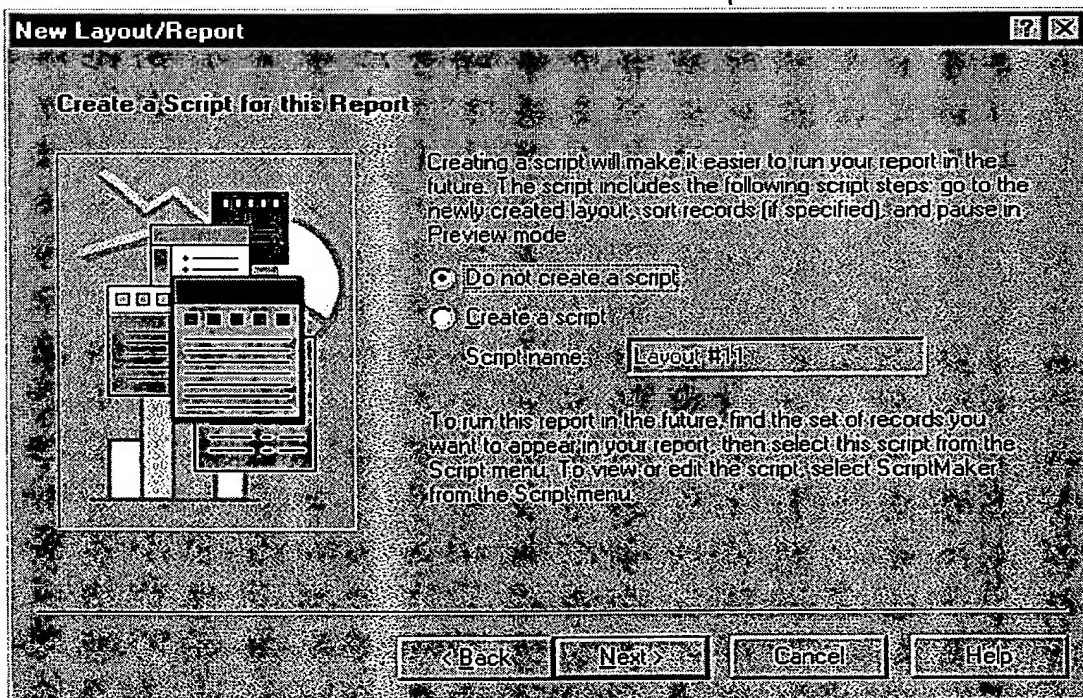 New Layout/Report
Create a Script for this Report
Creating a script will make it easier to run your report in the
future. The script includes the following script steps: go to the
newly created layout, sort records (if specified), and pause in
Preview mode.
Do not create a script
Create a script
Script name: Layout #11
To run this report in the future, find the set of records you
want to appear in your report, then select this script from the
Script menu. To view or edit the script, select ScriptMaker
from the Script menu.
< Back Next > Cancel Help